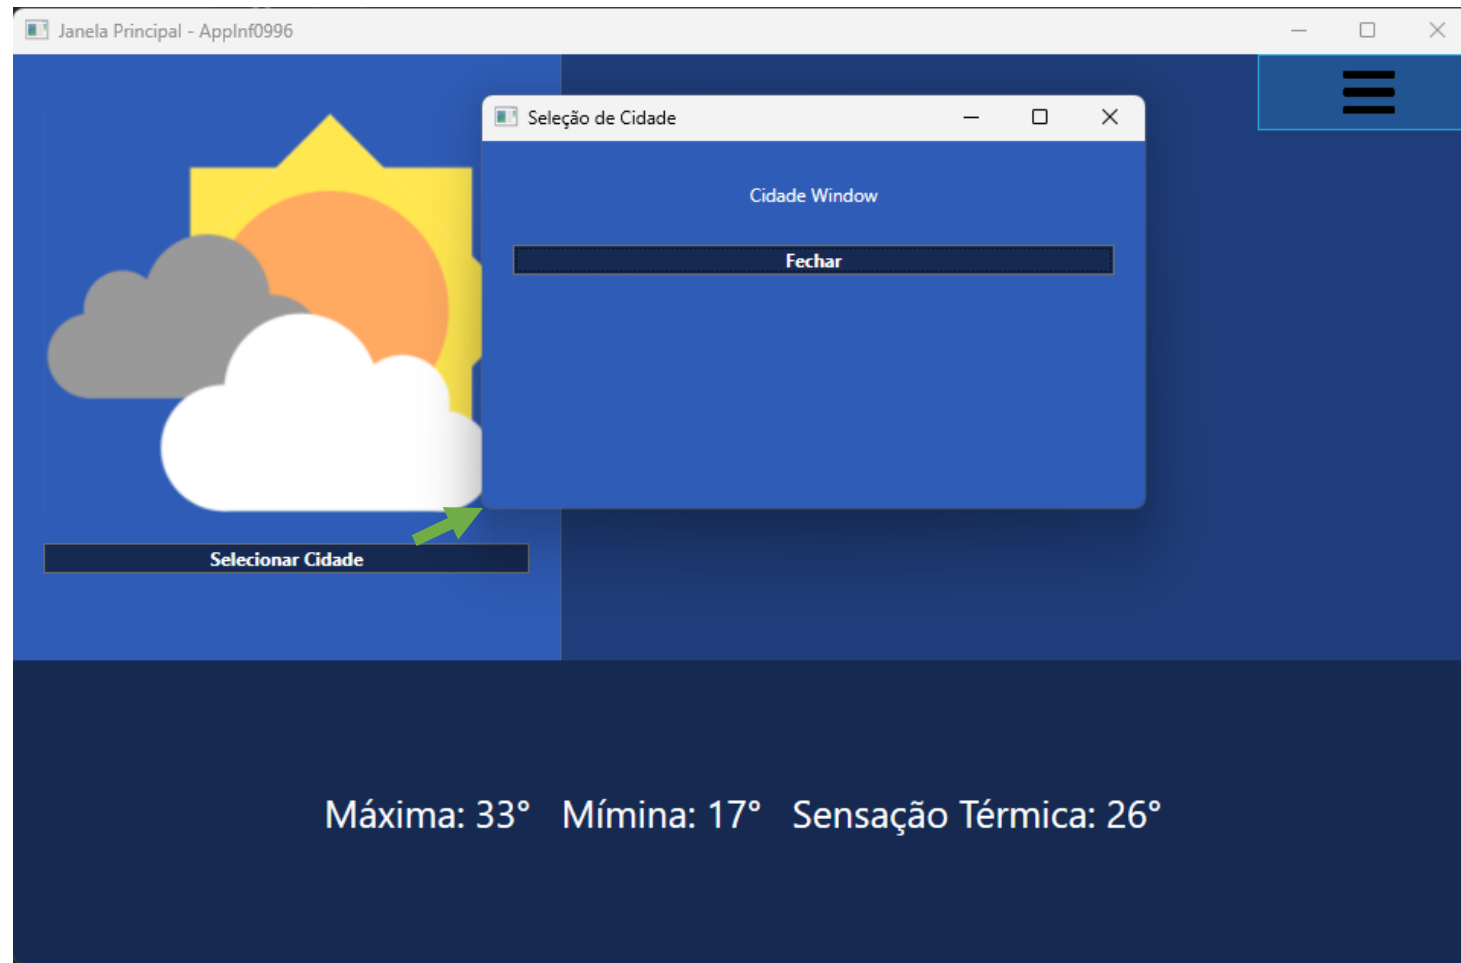 Janela Principal - AppInf0996
Seleção de Cidade
Cidade Window
Fechar
Selecionar Cidade
Máxima: 33° Mímina: 17° Sensação Térmica: 26°